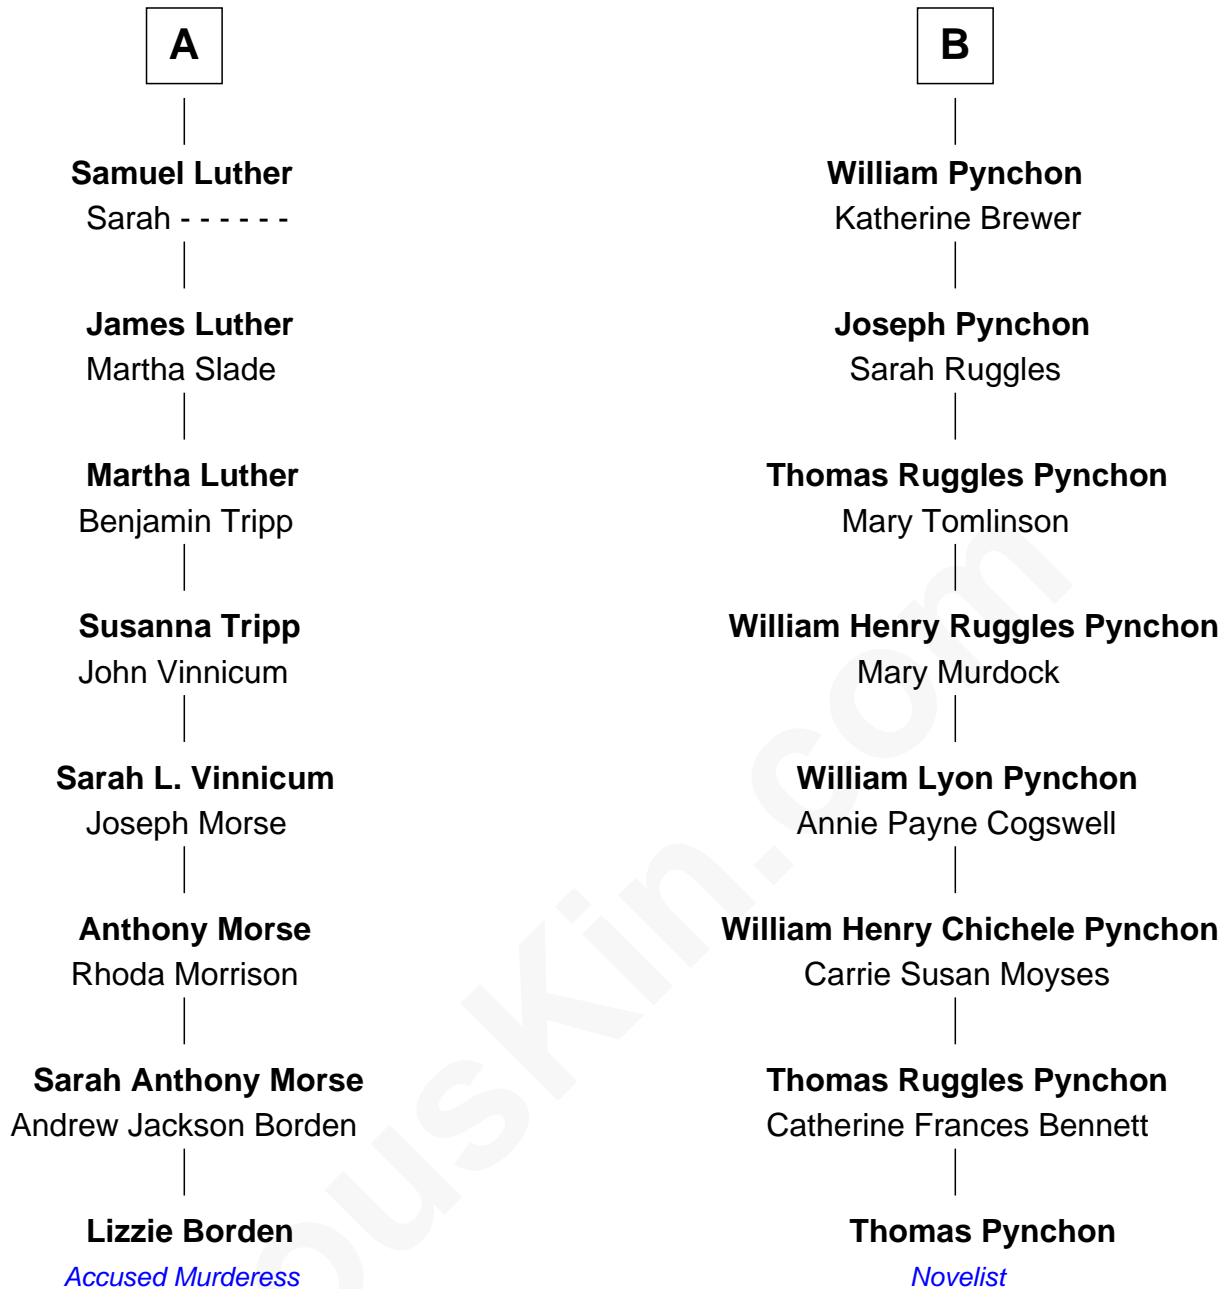 A
Samuel Luther
Sarah - - - - - -
James Luther
Martha Slade
Martha Luther
Benjamin Tripp
Susanna Tripp
John Vinnicum
Sarah L. Vinnicum
Joseph Morse
Anthony Morse
Rhoda Morrison
Sarah Anthony Morse
Andrew Jackson Borden
Lizzie Borden
Accused Murderess
B
William Pynchon
Katherine Brewer
Joseph Pynchon
Sarah Ruggles
Thomas Ruggles Pynchon
Mary Tomlinson
William Henry Ruggles Pynchon
Mary Murdock
William Lyon Pynchon
Annie Payne Cogswell
William Henry Chichele Pynchon
Carrie Susan Moyses
Thomas Ruggles Pynchon
Catherine Frances Bennett
Thomas Pynchon
Novelist
ousKin.com